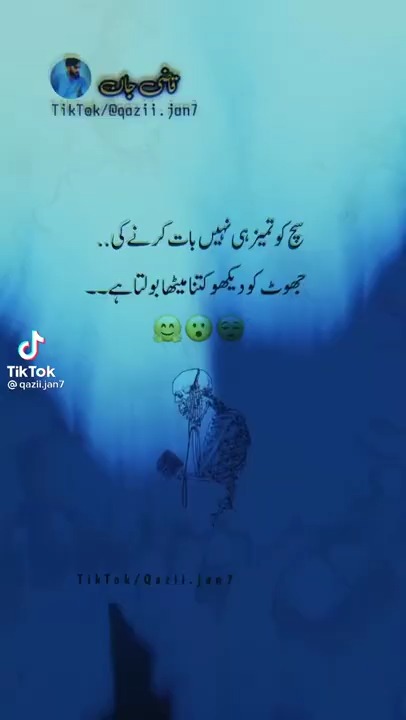 قاضی جان
TikTok/@qazii.jan7
سچ کو تمیز ہی نہیں بات کرنے کی..
جھوٹ کو دیکھو کتنا میٹھا بولتا ہے--
TikTok
@qazii.jan7
TikTok/Qazii.jan7